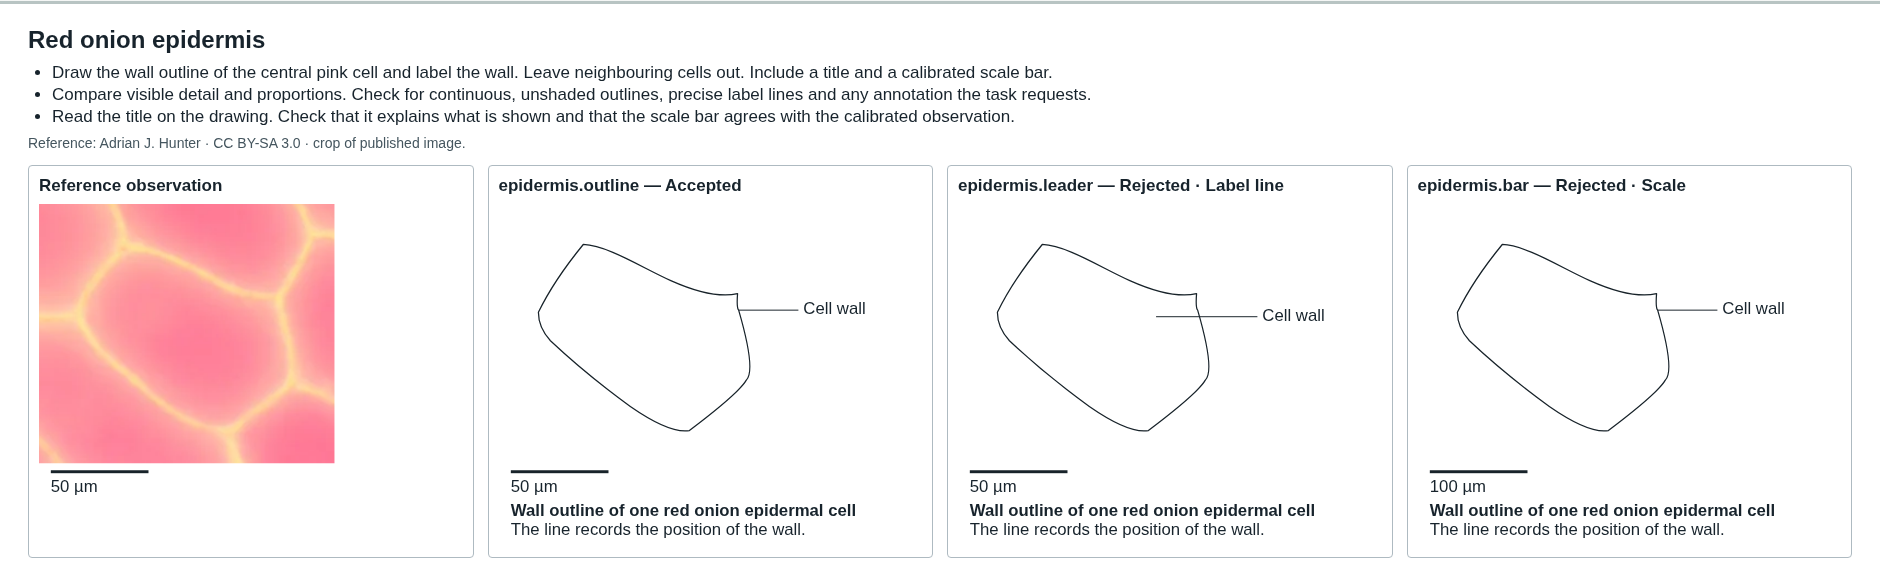 Red onion epidermis
• Draw the wall outline of the central pink cell and label the wall. Leave neighbouring cells out. Include a title and a calibrated scale bar.
• Compare visible detail and proportions. Check for continuous, unshaded outlines, precise label lines and any annotation the task requests.
• Read the title on the drawing. Check that it explains what is shown and that the scale bar agrees with the calibrated observation.
Reference: Adrian J. Hunter · CC BY-SA 3.0 · crop of published image.
Reference observation
50 µm
epidermis.outline — Accepted
Cell wall
50 µm
Wall outline of one red onion epidermal cell
The line records the position of the wall.
epidermis.leader — Rejected · Label line
Cell wall
50 µm
Wall outline of one red onion epidermal cell
The line records the position of the wall.
epidermis.bar — Rejected · Scale
Cell wall
100 µm
Wall outline of one red onion epidermal cell
The line records the position of the wall.